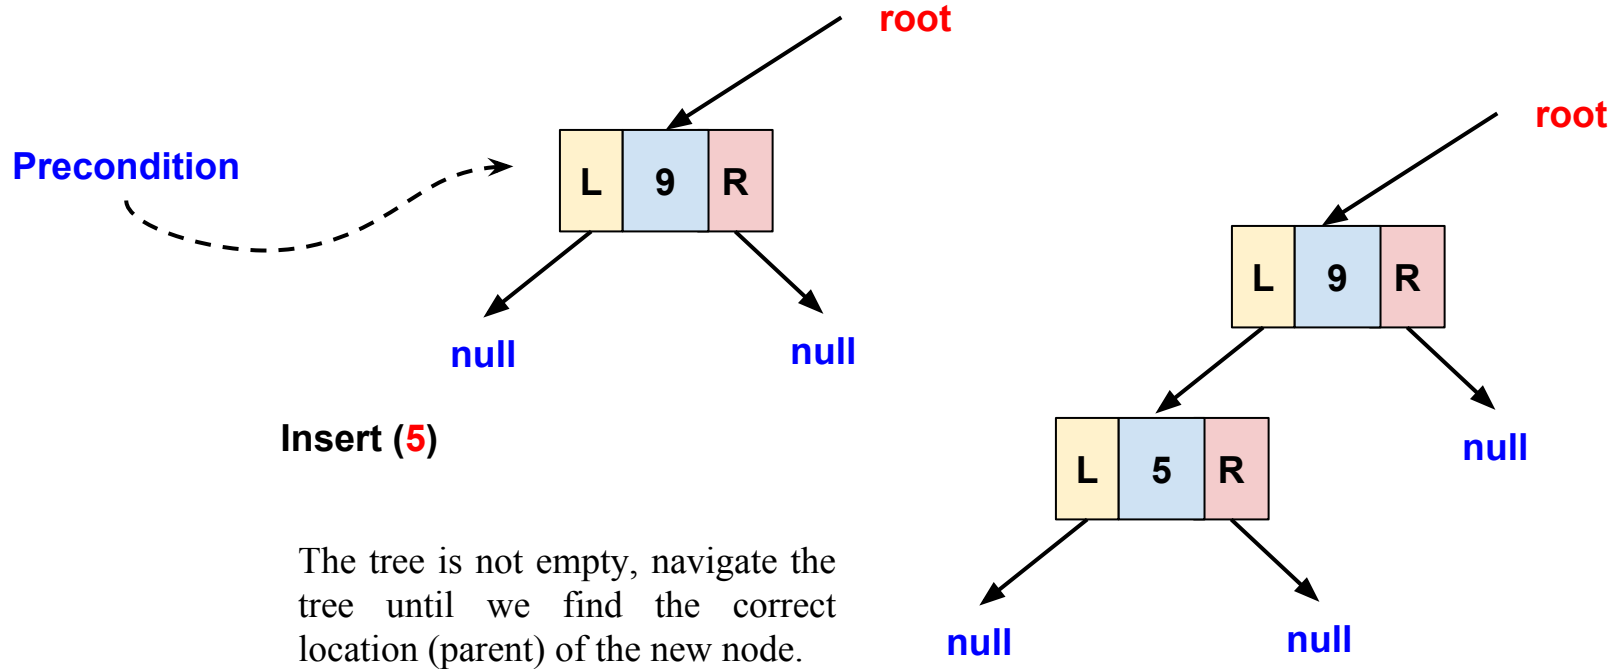 root
Precondition
L 9 R
null
null
Insert (5)
The tree is not empty, navigate the
tree until we find the correct
location (parent) of the new node.
root
L 9 R
null
L 5 R
null
null